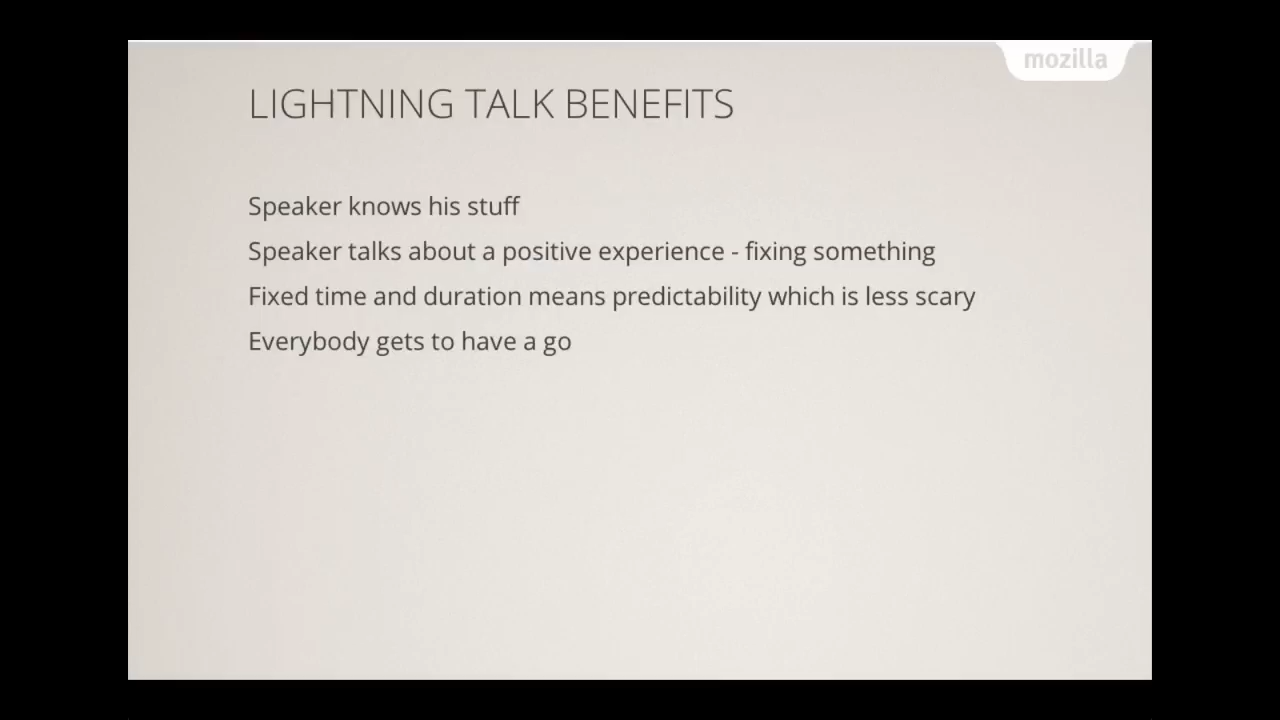 mozilla
LIGHTNING TALK BENEFITS
Speaker knows his stuff
Speaker talks about a positive experience - fixing something
Fixed time and duration means predictability which is less scary
Everybody gets to have a go